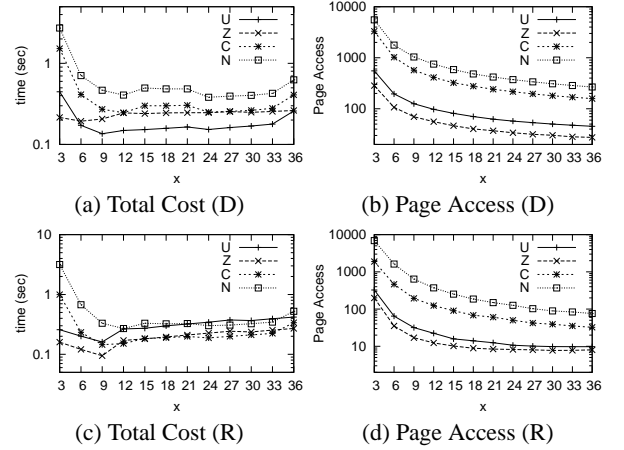 time (sec)
1
0.1
U
Z
C
N
3 6 9 12 15 18 21 24 27 30 33 36
x
(a) Total Cost (D)
Page Access
10000
1000
100
U
Z
C
N
3 6 9 12 15 18 21 24 27 30 33 36
x
(b) Page Access (D)
time (sec)
10
1
0.1
U
Z
C
N
3 6 9 12 15 18 21 24 27 30 33 36
x
(c) Total Cost (R)
Page Access
10000
1000
100
10
U
Z
C
N
3 6 9 12 15 18 21 24 27 30 33 36
x
(d) Page Access (R)